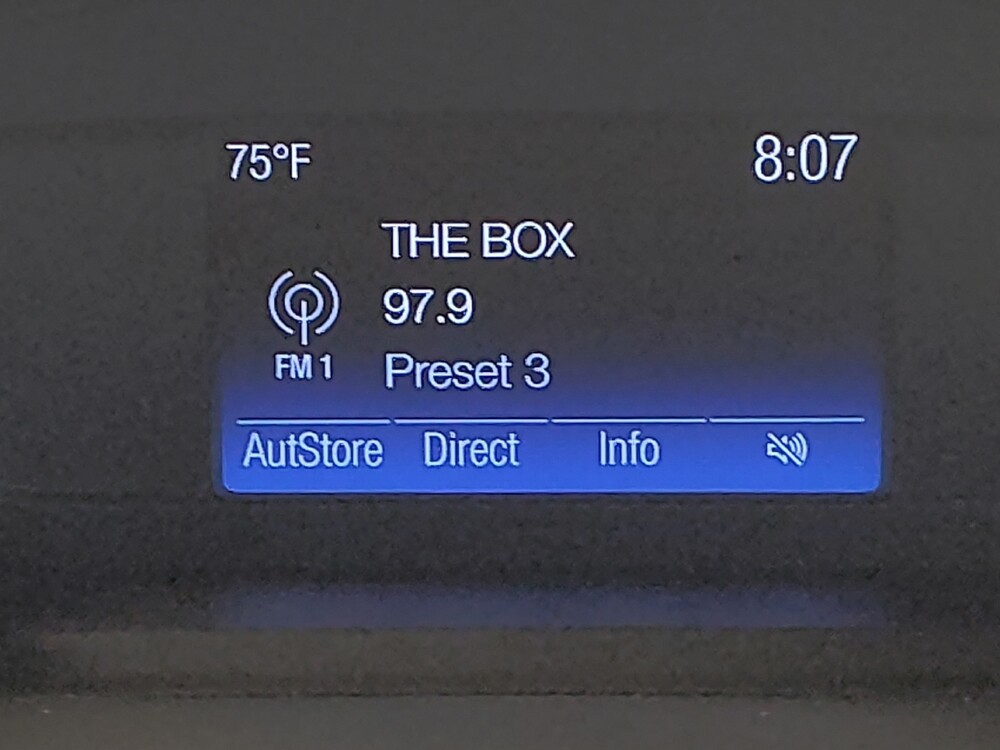 75°F 8:07
THE BOX
97.9
FM 1
Preset 3
AutStore Direct Info